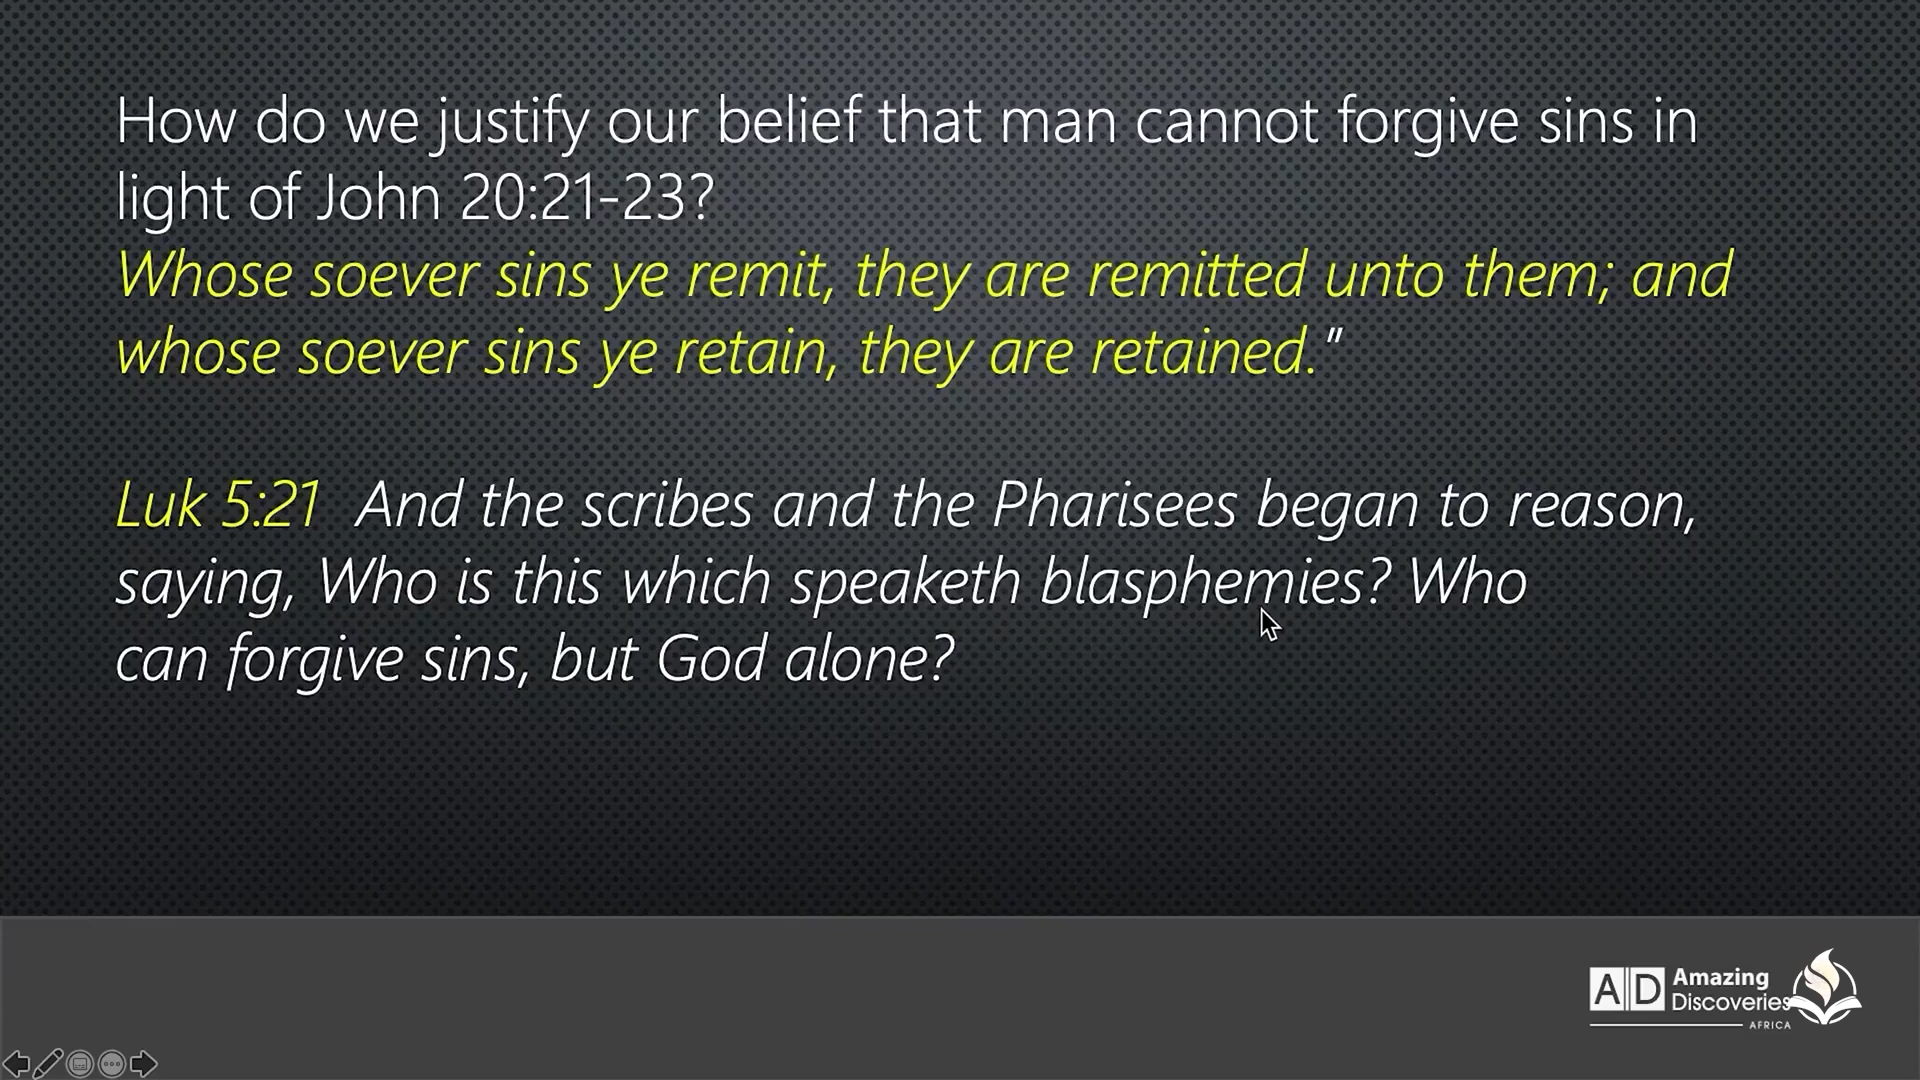 How do we justify our belief that man cannot forgive sins in
light of John 20:21-23?
Whose soever sins ye remit, they are remitted unto them; and
whose soever sins ye retain, they are retained."
Luk 5:21 And the scribes and the Pharisees began to reason,
saying, Who is this which speaketh blasphemies? Who
can forgive sins, but God alone?
AD Amazing
Discoveries
AFRICA